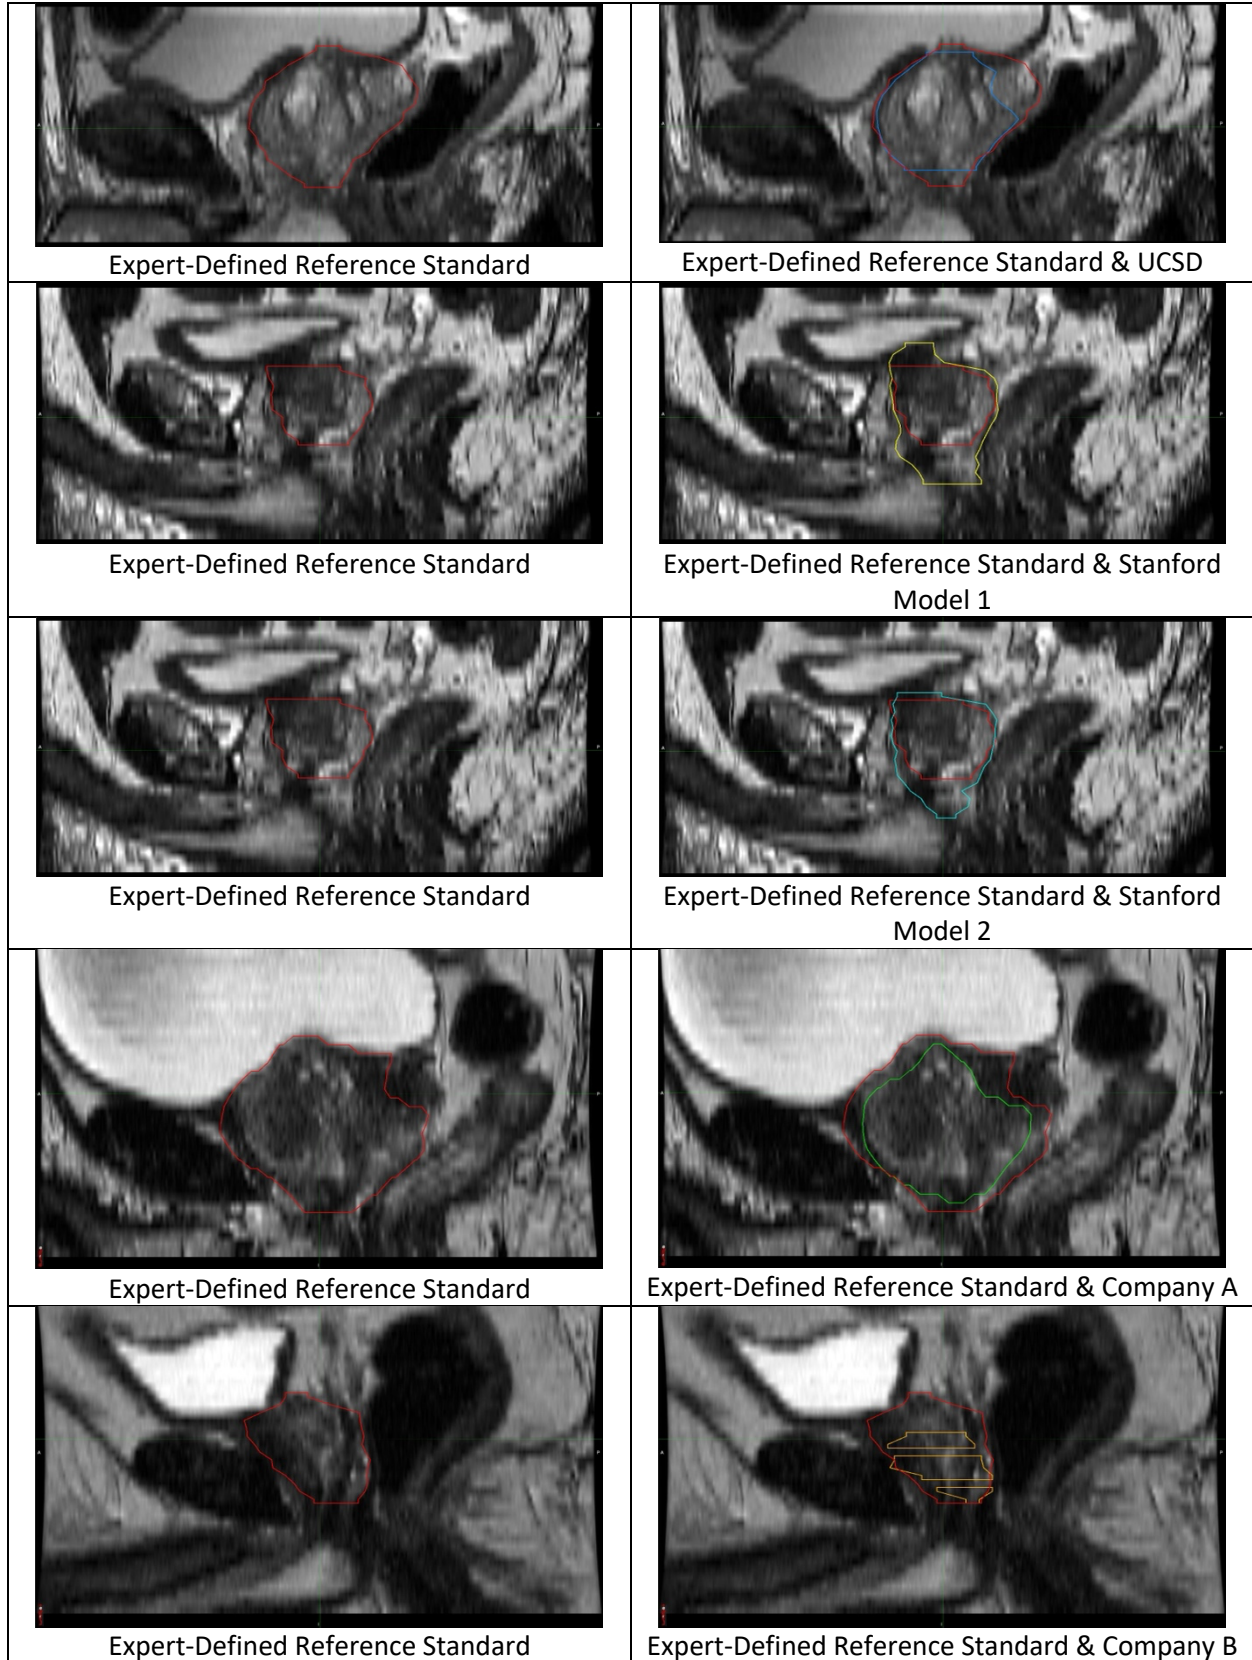 Expert-Defined Reference Standard
Expert-Defined Reference Standard & UCSD
Expert-Defined Reference Standard
Expert-Defined Reference Standard & Stanford
Model 1
Expert-Defined Reference Standard
Expert-Defined Reference Standard & Stanford
Model 2
Expert-Defined Reference Standard
Expert-Defined Reference Standard & Company A
Expert-Defined Reference Standard
Expert-Defined Reference Standard & Company B